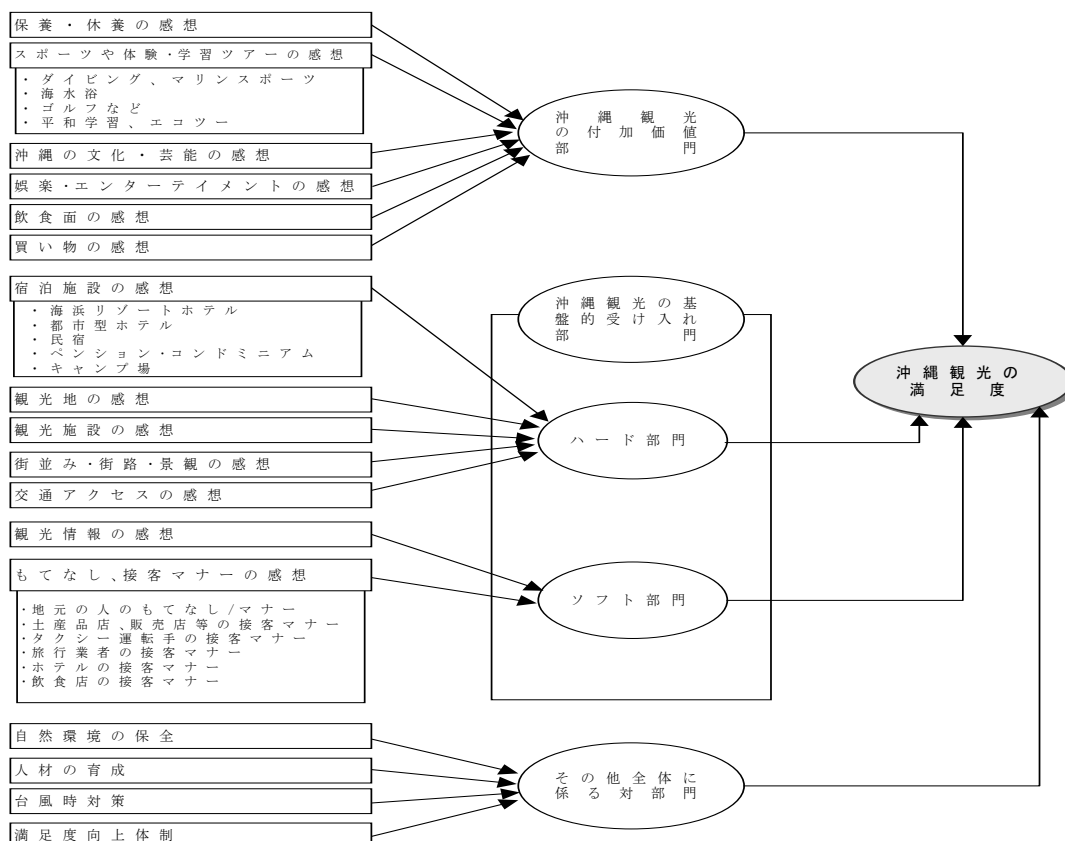 保養・休養の感想
スポーツや体験・学習ツアーの感想
・ダイビング、マリンスポーツ
・海水浴
・ゴルフなど
・平和学習、エコツー
沖縄の文化・芸能の感想
娯楽・エンターテイメントの感想
飲食面の感想
買い物の感想
宿泊施設の感想
・海浜リゾートホテル
・都市型ホテル
・民宿
・ペンション・コンドミニアム
・キャンプ場
観光地の感想
観光施設の感想
街並み・街路・景観の感想
交通アクセスの感想
観光情報の感想
もてなし、接客マナーの感想
・地元の人のもてなし/マナー
・土産品店、販売店等の接客マナー
・タクシー運転手の接客マナー
・旅行業者の接客マナー
・ホテルの接客マナー
・飲食店の接客マナー
自然環境の保全
人材の育成
台風時対策
満足度向上体制
沖縄観光
の付加価値
部門
沖縄観光の基
盤的受け入れ
部門
ハード部門
ソフト部門
その他全体に
係る対部門
沖縄観光の
満足度